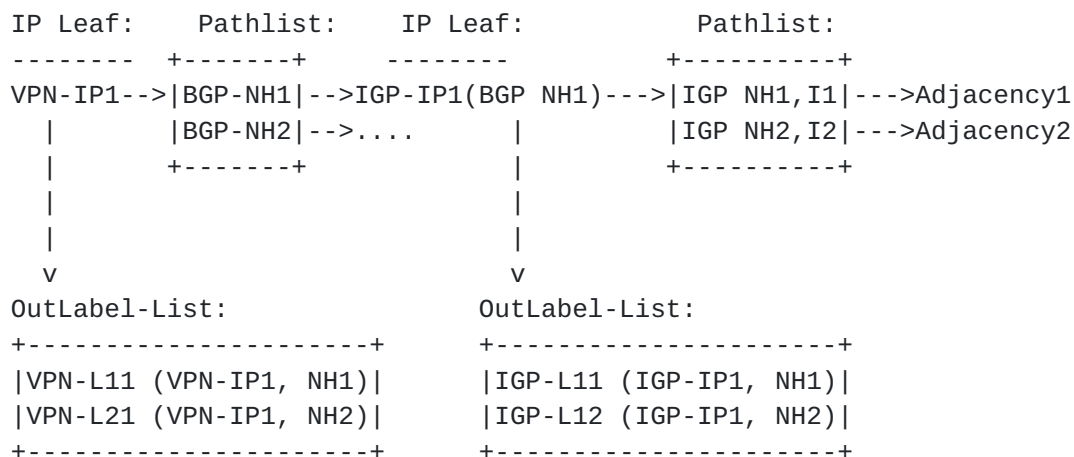 IP Leaf:    Pathlist:    IP Leaf:           Pathlist:
--------  +-------+     --------          +----------+
VPN-IP1-->|BGP-NH1|-->IGP-IP1(BGP NH1)--->|IGP NH1,I1|--->Adjacency1
  |       |BGP-NH2|-->....      |         |IGP NH2,I2|--->Adjacency2
  |       +-------+             |         +----------+
  |                             |
  |                             |
  v                             v
OutLabel-List:                OutLabel-List:
+----------------------+      +----------------------+
|VPN-L11 (VPN-IP1, NH1)|      |IGP-L11 (IGP-IP1, NH1)|
|VPN-L21 (VPN-IP1, NH2)|      |IGP-L12 (IGP-IP1, NH2)|
+----------------------+      +----------------------+